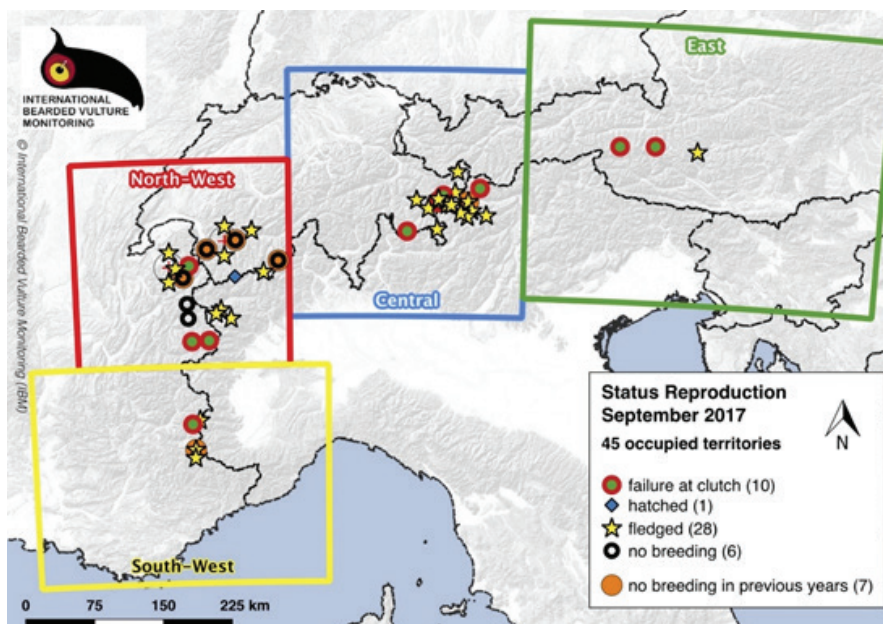 INTERNATIONAL
BEARDED VULTURE
MONITORING
© International Bearded Vulture Monitoring (IBM)
East
North-West
Central
South-West
Status Reproduction
September 2017
45 occupied territories
N
failure at clutch (10)
hatched (1)
fledged (28)
no breeding (6)
no breeding in previous years (7)
0 75 150 225 km